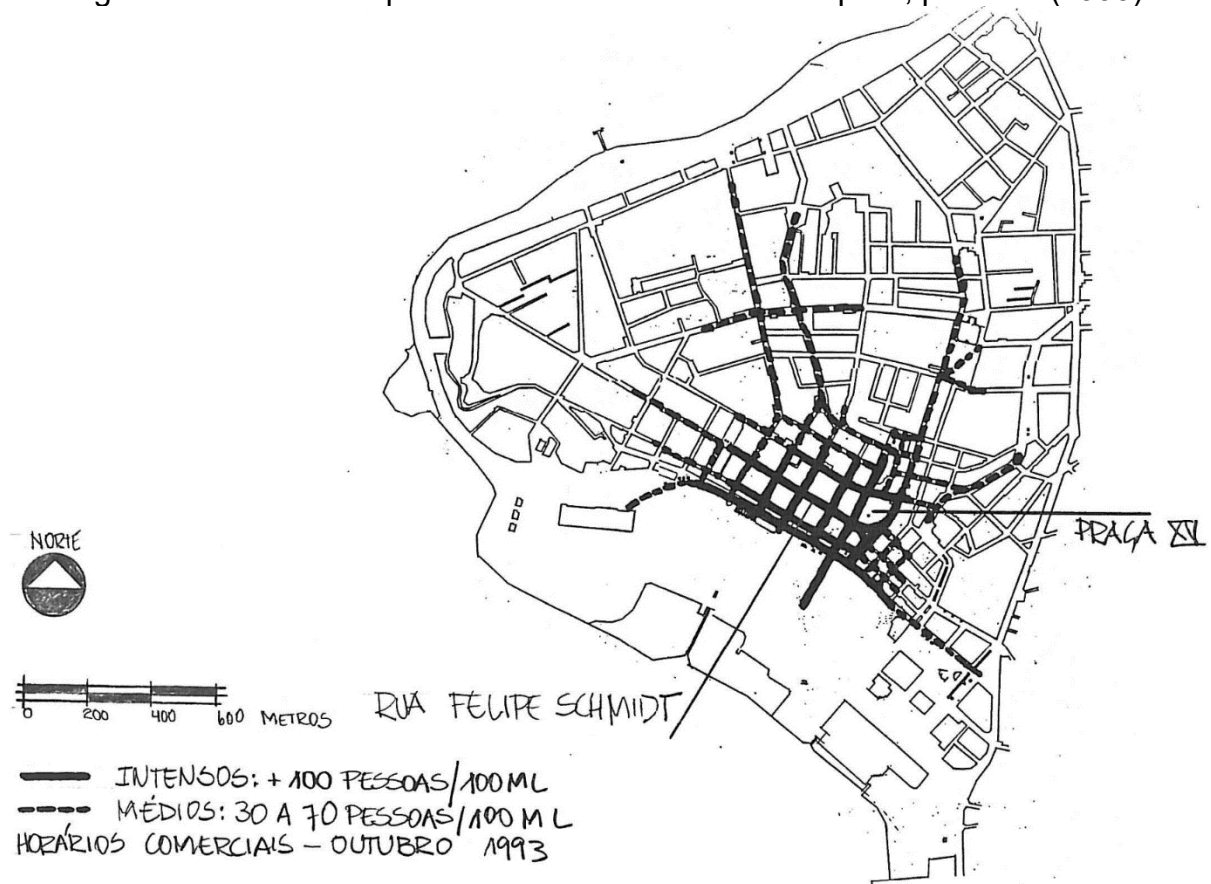 PRAÇA XV
NORTE
0 200 400 600 METROS
RUA FELIPE SCHMIDT
INTENSOS: + 100 PESSOAS/100 ML
MÉDIOS: 30 A 70 PESSOAS/100 M L
HORÁRIOS COMERCIAIS - OUTUBRO 1993